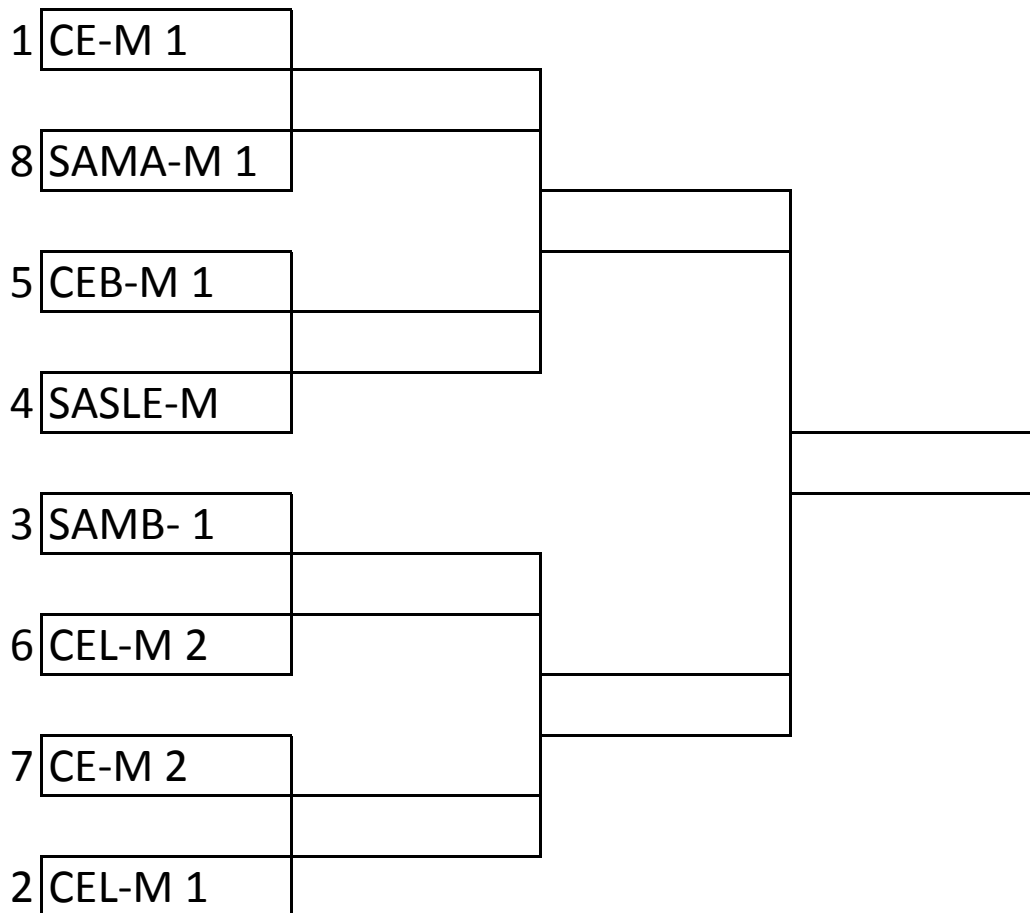 1 CE-M 1
8 SAMA-M 1
5 CEB-M 1
4 SASLE-M
3 SAMB- 1
6 CEL-M 2
7 CE-M 2
2 CEL-M 1